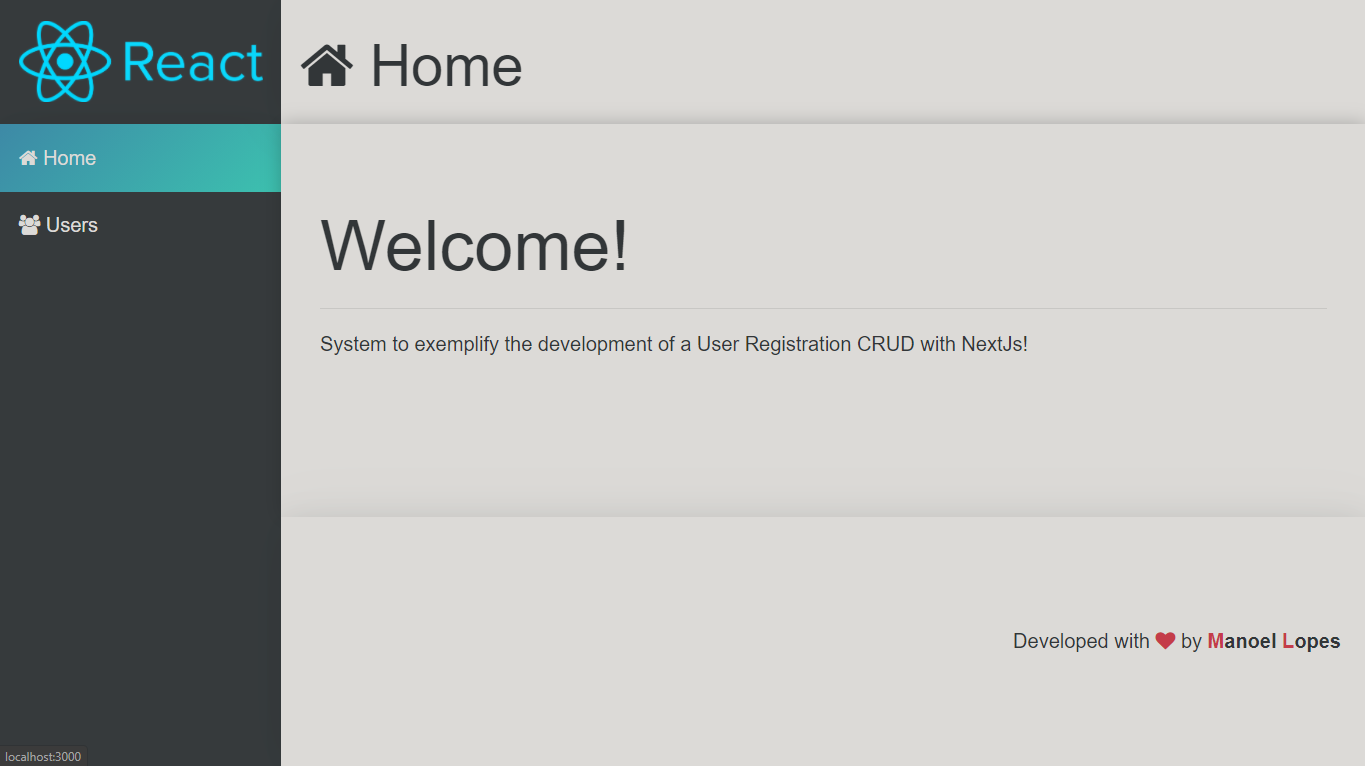 React
Home
Home
Users
Welcome!
System to exemplify the development of a User Registration CRUD with NextJs!
Developed with by Manoel Lopes
localhost:3000